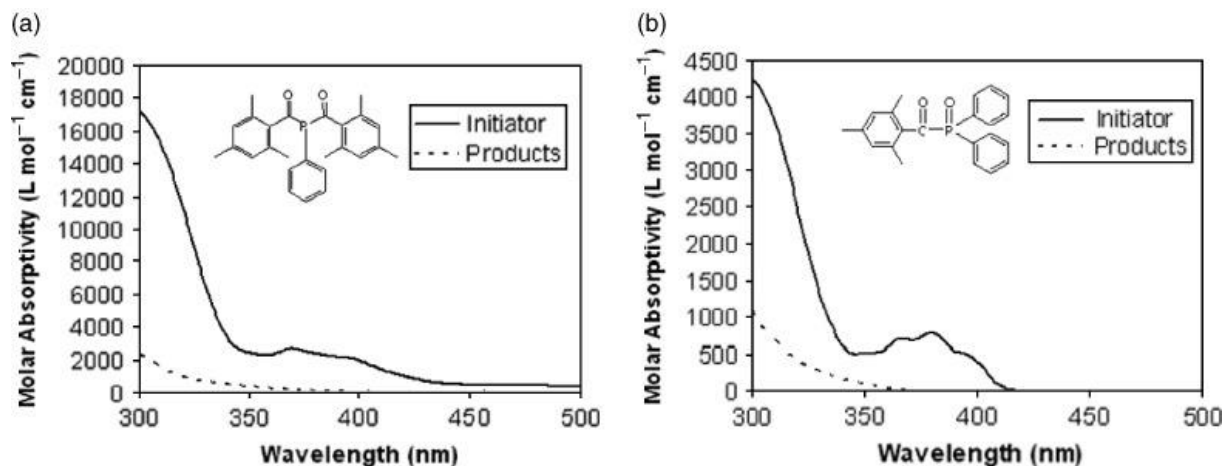 (a)
Molar Absorptivity (L mol⁻¹ cm⁻¹)
20000
18000
16000
14000
12000
10000
8000
6000
4000
2000
0
O O
C C
P
Initiator
Products
300 350 400 450 500
Wavelength (nm)
(b)
Molar Absorptivity (L mol⁻¹ cm⁻¹)
4500
4000
3500
3000
2500
2000
1500
1000
500
0
O O
C P
Initiator
Products
300 350 400 450 500
Wavelength (nm)